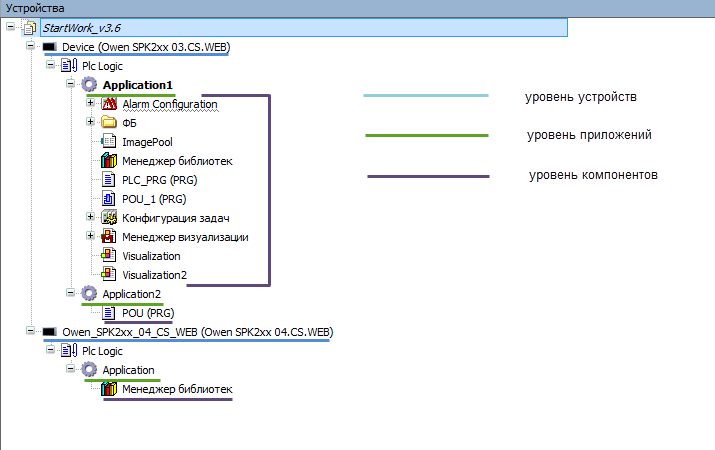 Устройства
StartWork_v3.6
Device (Owen SPK2xx 03.CS.WEB)
Plc Logic
Application1
Alarm Configuration
уровень устройств
ФБ
уровень приложений
ImagePool
Менеджер библиотек
PLC_PRG (PRG)
уровень компонентов
POU_1 (PRG)
Конфигурация задач
Менеджер визуализации
Visualization
Visualization2
Application2
POU (PRG)
Owen_SPK2xx_04_CS_WEB (Owen SPK2xx 04.CS.WEB)
Plc Logic
Application
Менеджер библиотек